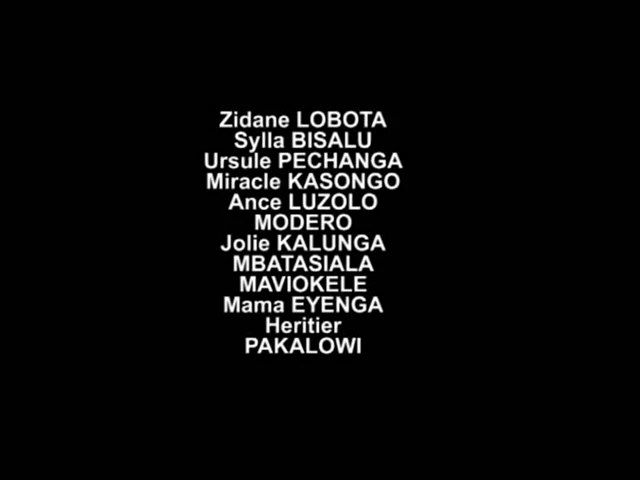 Zidane LOBOTA
Sylla BISALU
Ursule PECHANGA
Miracle KASONGO
Ance LUZOLO
MODERO
Jolie KALUNGA
MBATASIALA
MAVIOKELE
Mama EYENGA
Heritier
PAKALOWI